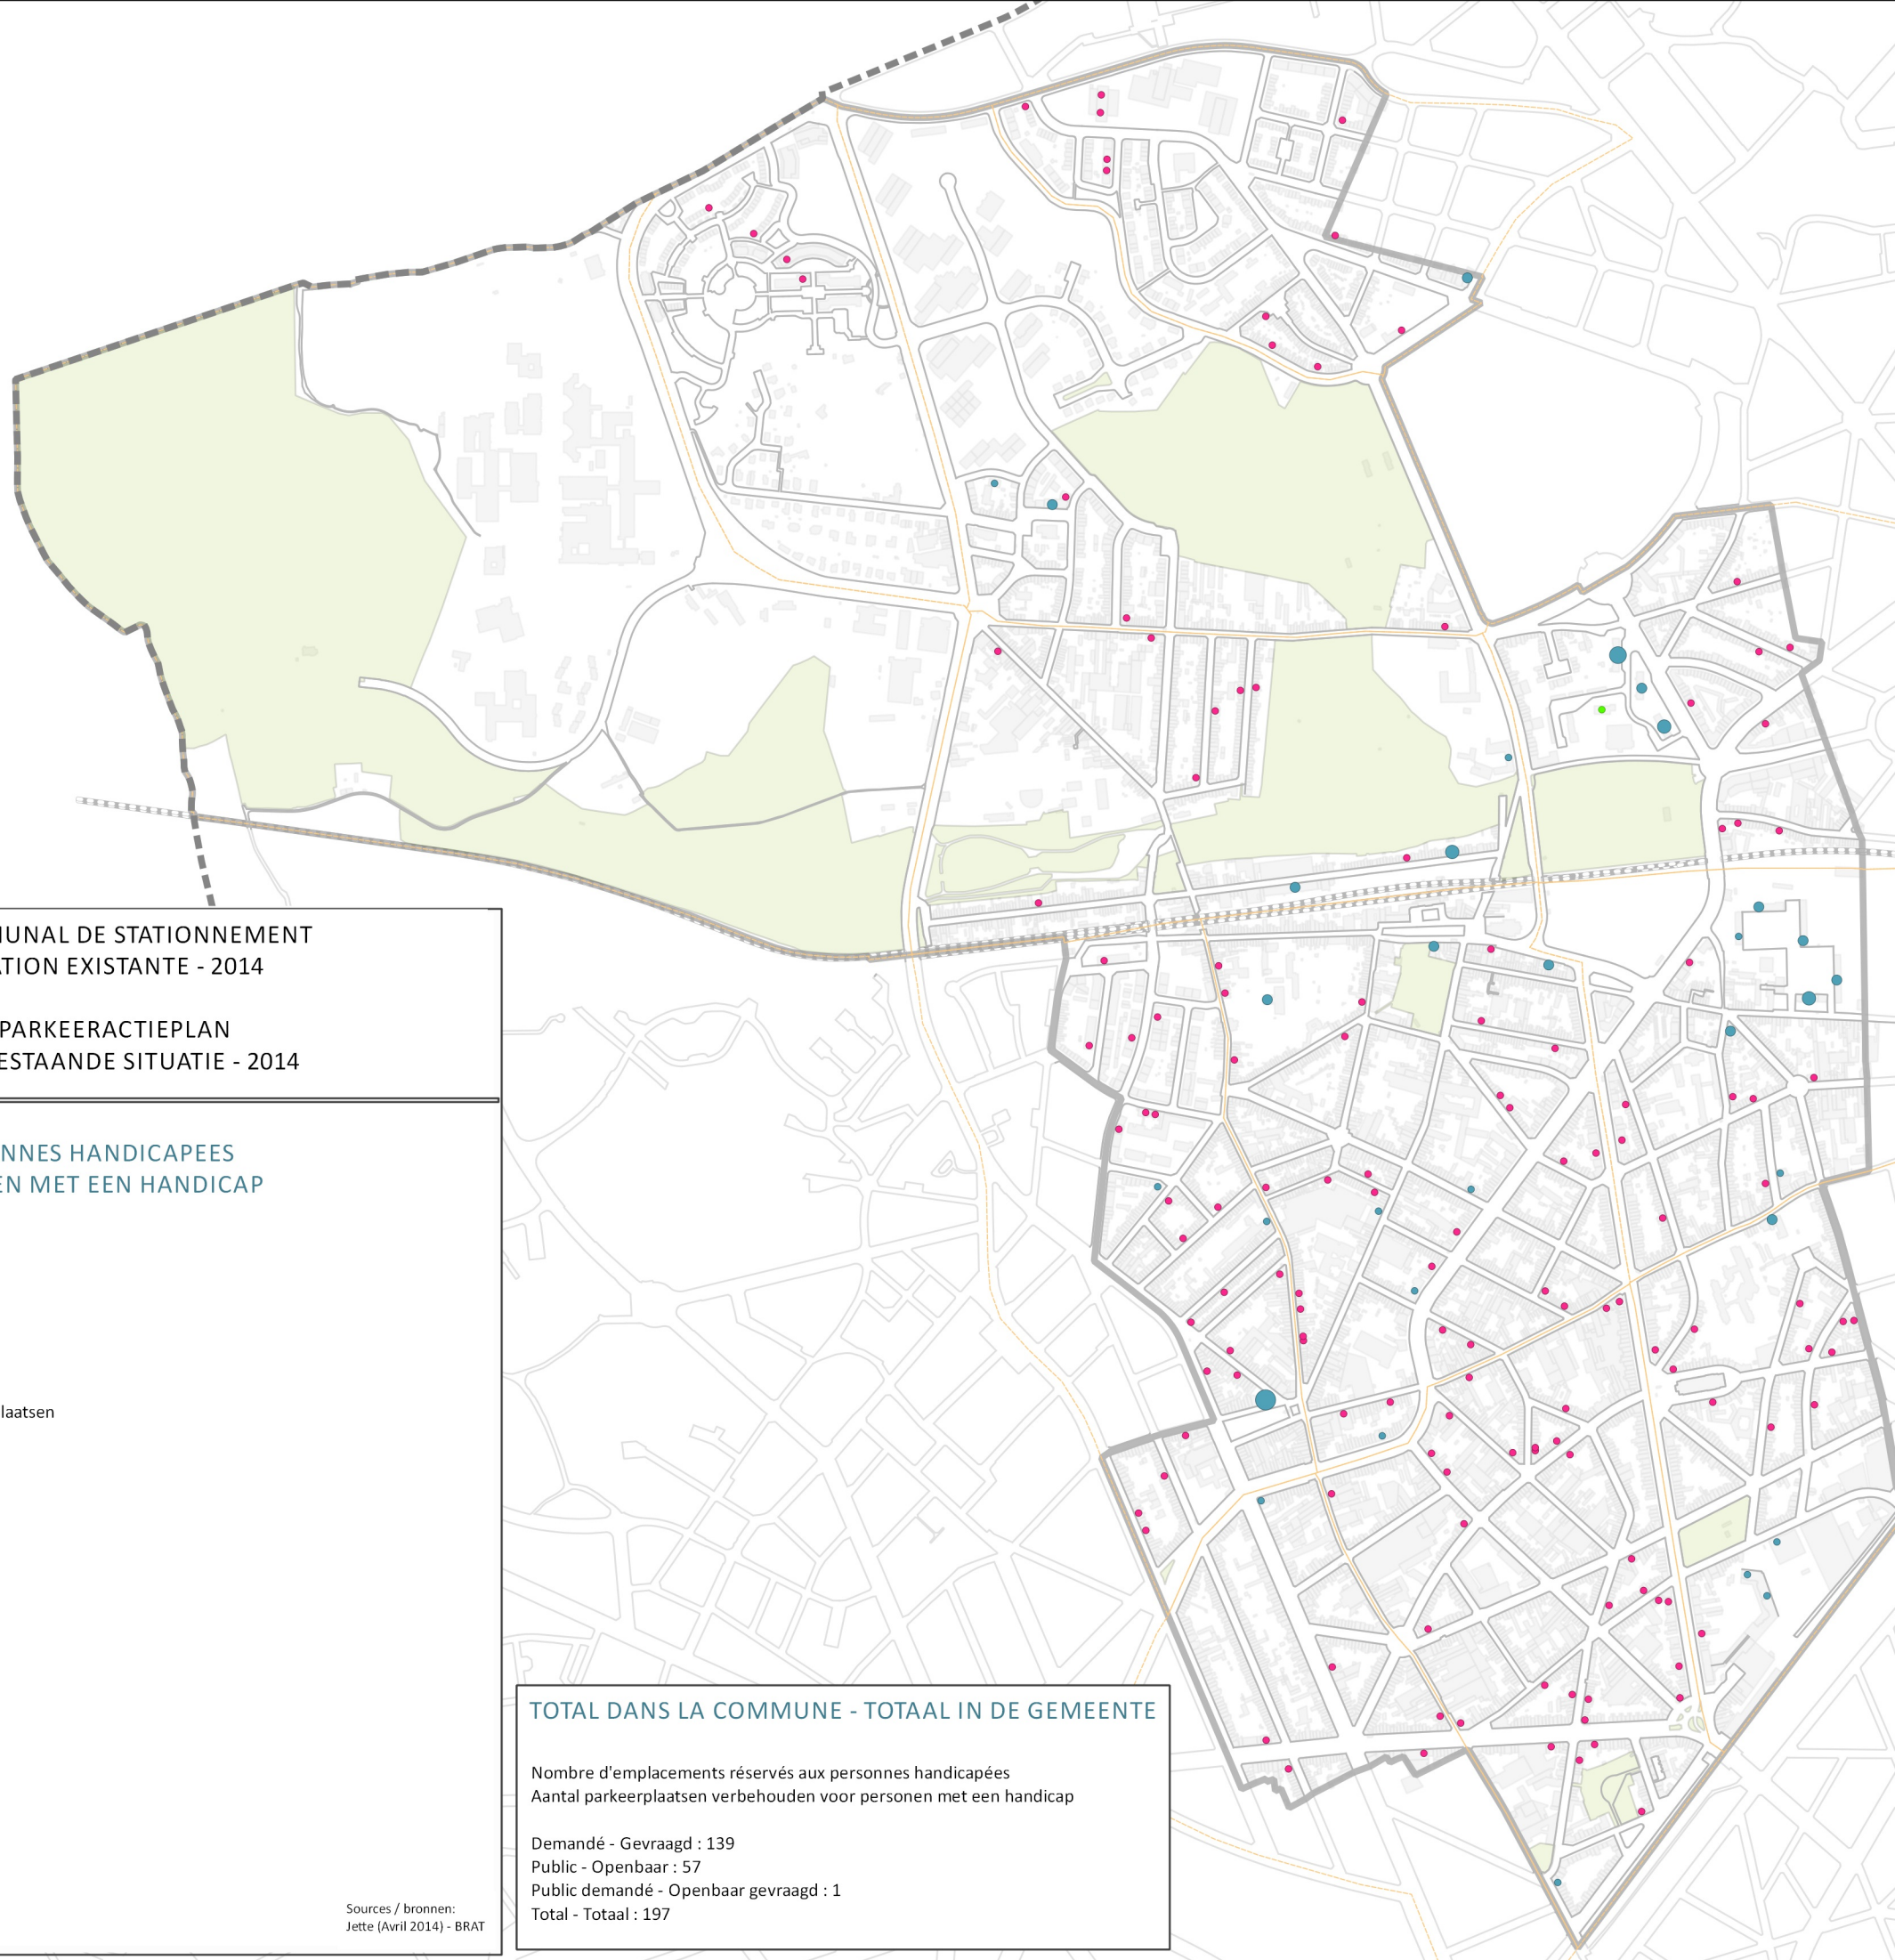 MUNAL DE STATIONNEMENT
ATION EXISTANTE - 2014
PARKEERACTIEPLAN
ESTAANDE SITUATIE - 2014
NNES HANDICAPEES
EN MET EEN HANDICAP
laatsen
Sources / bronnen:
Jette (Avril 2014) - BRAT
TOTAL DANS LA COMMUNE - TOTAAL IN DE GEMEENTE
Nombre d'emplacements réservés aux personnes handicapées
Aantal parkeerplaatsen verbehouden voor personen met een handicap
Demandé - Gevraagd : 139
Public - Openbaar : 57
Public demandé - Openbaar gevraagd : 1
Total - Totaal : 197